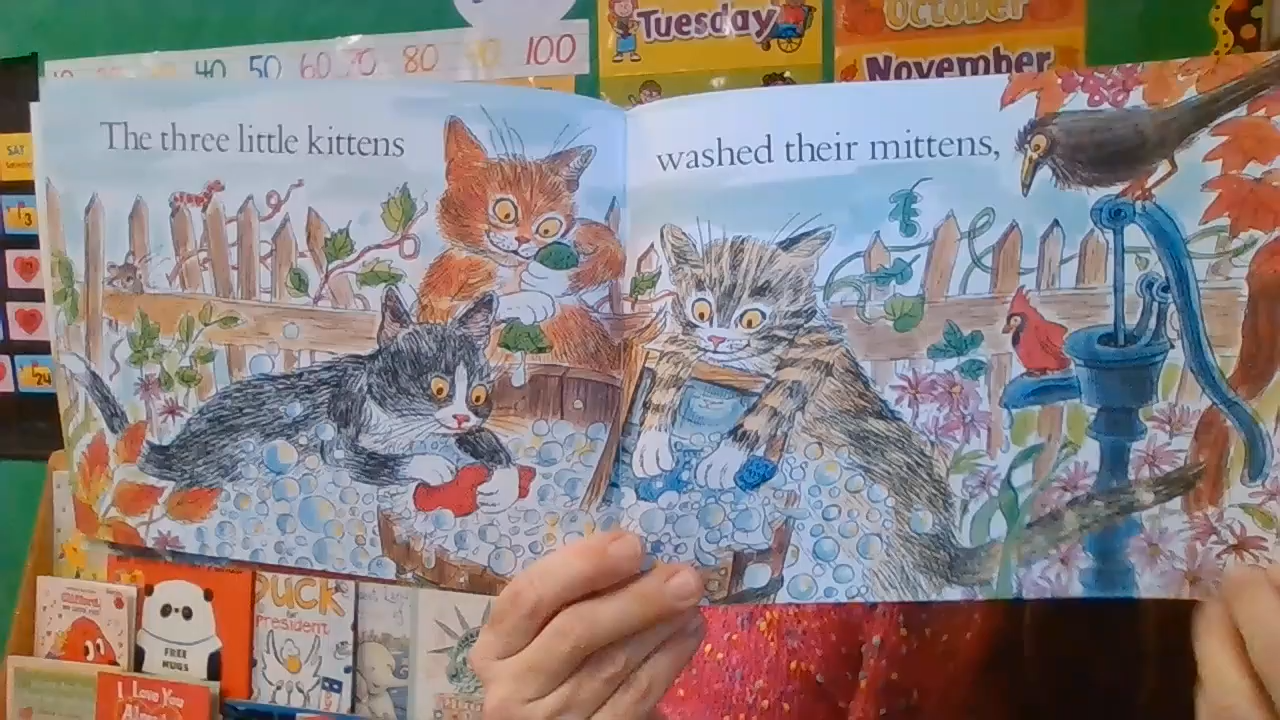 Tuesday
October
November
40 50 60 70 80 90 100
SAT
The three little kittens
washed their mittens,
FREE
HUGS
DUCK
for
President
I Love You